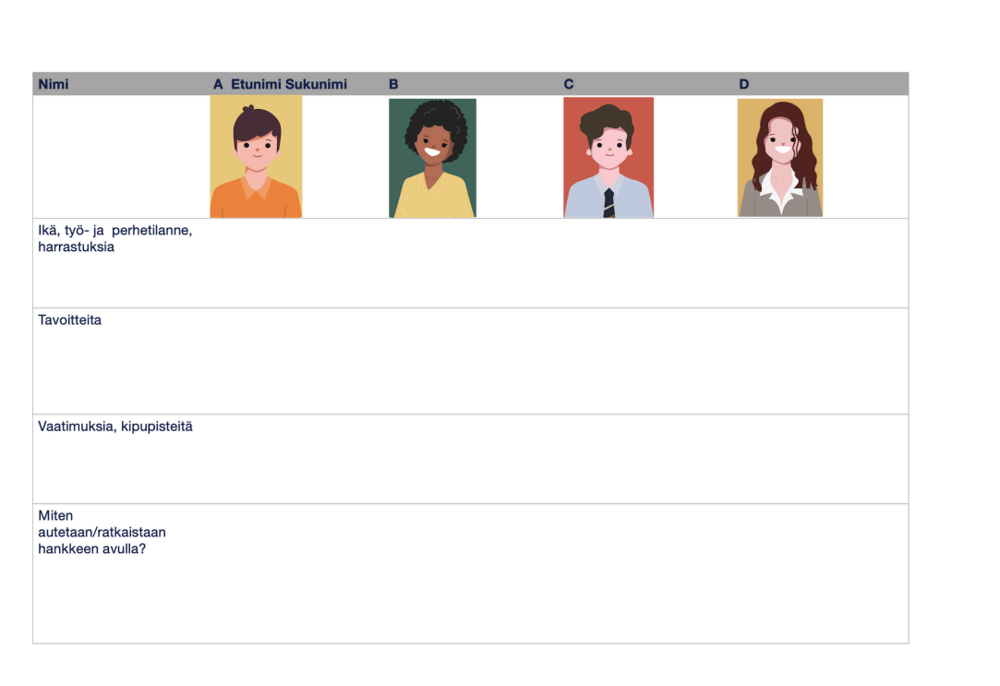 Nimi A Etunimi Sukunimi B C D
Ikä, työ- ja perhetilanne,
harrastuksia
Tavoitteita
Vaatimuksia, kipupisteitä
Miten
autetaan/ratkaistaan
hankkeen avulla?